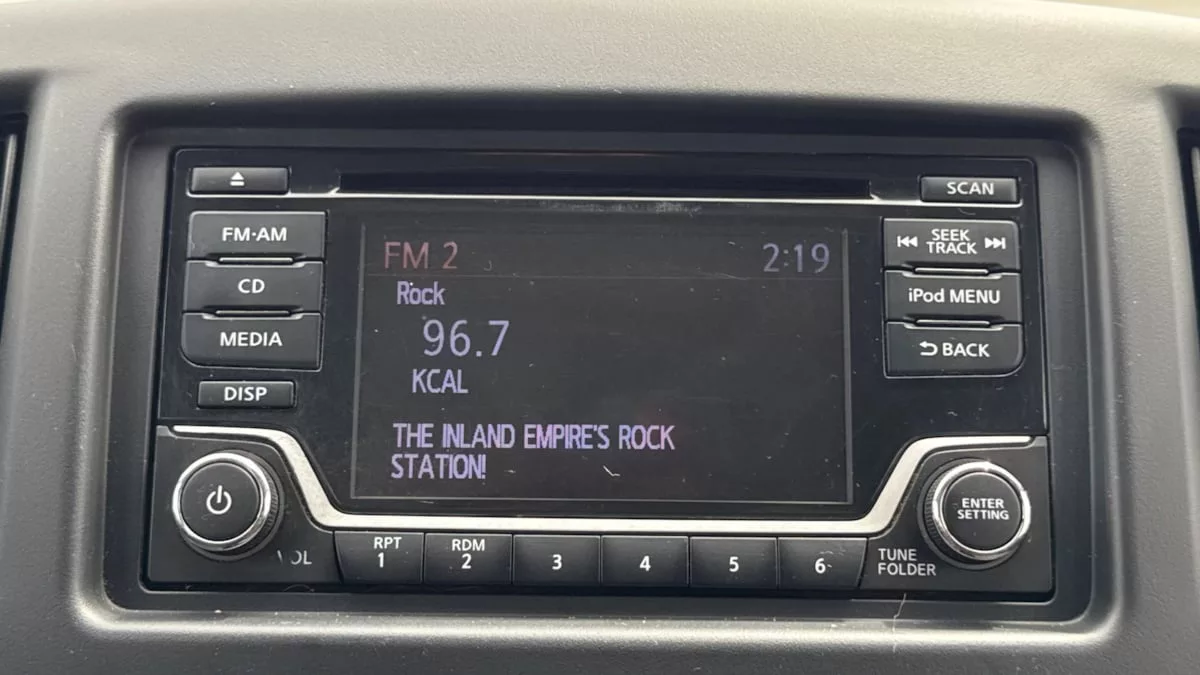 SCAN
FM·AM
SEEK
TRACK
FM 2
2:19
CD
iPod MENU
Rock
96.7
MEDIA
BACK
KCAL
DISP
THE INLAND EMPIRE'S ROCK
STATION!
ENTER
SETTING
VOL
RPT
1
RDM
2
3
4
5
6
TUNE
FOLDER